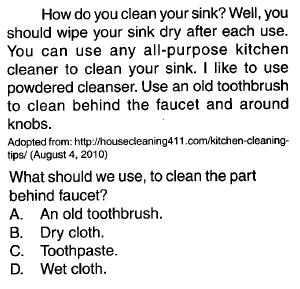 How do you clean your sink? Well, you
should wipe your sink dry after each use.
You can use any all-purpose kitchen
cleaner to clean your sink. I like to use
powdered cleanser. Use an old toothbrush
to clean behind the faucet and around
knobs.
Adopted from: http://housecleaning411.com/kitchen-cleaning-
tips/ (August 4, 2010)
What should we use, to clean the part
behind faucet?
A. An old toothbrush.
B. Dry cloth.
C. Toothpaste.
D. Wet cloth.